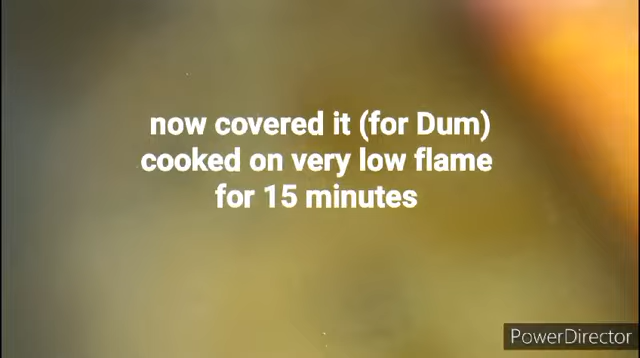 now covered it (for Dum)
cooked on very low flame
for 15 minutes
PowerDirector